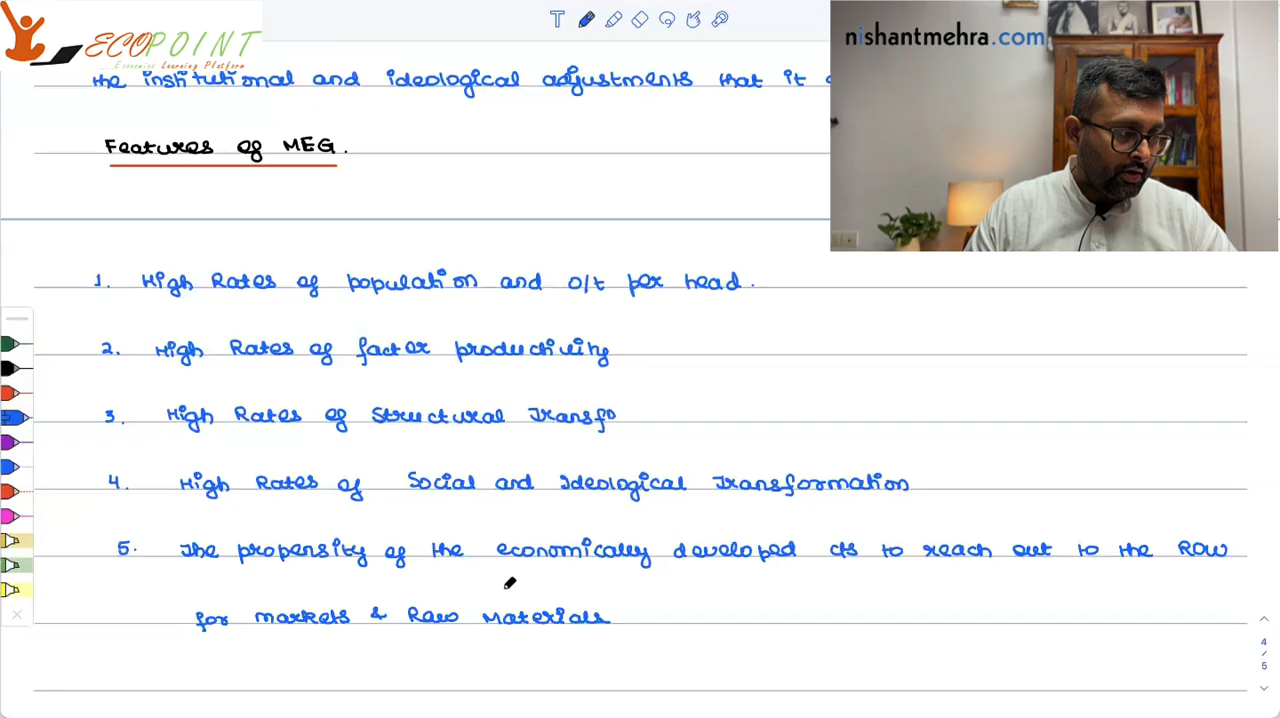 ECOPOINT
Economics Learning Platform
nishantmehra.com
the institutional and ideological adjustments that it
Features of MEG.
1. High Rates of population and o/t per head.
2. High Rates of factor productivity
3. High Rates of Structural Transfo
4. High Rates of Social and Ideological Transformation
5. The propensity of the economically developed cts to reach out to the ROW
for markets & Raw Materials
4
/
5